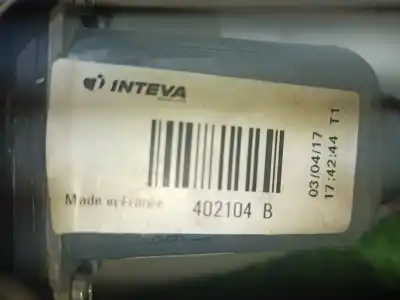 INTEVA
Made in France
402104 B
03/04/17
17:42:44 T1